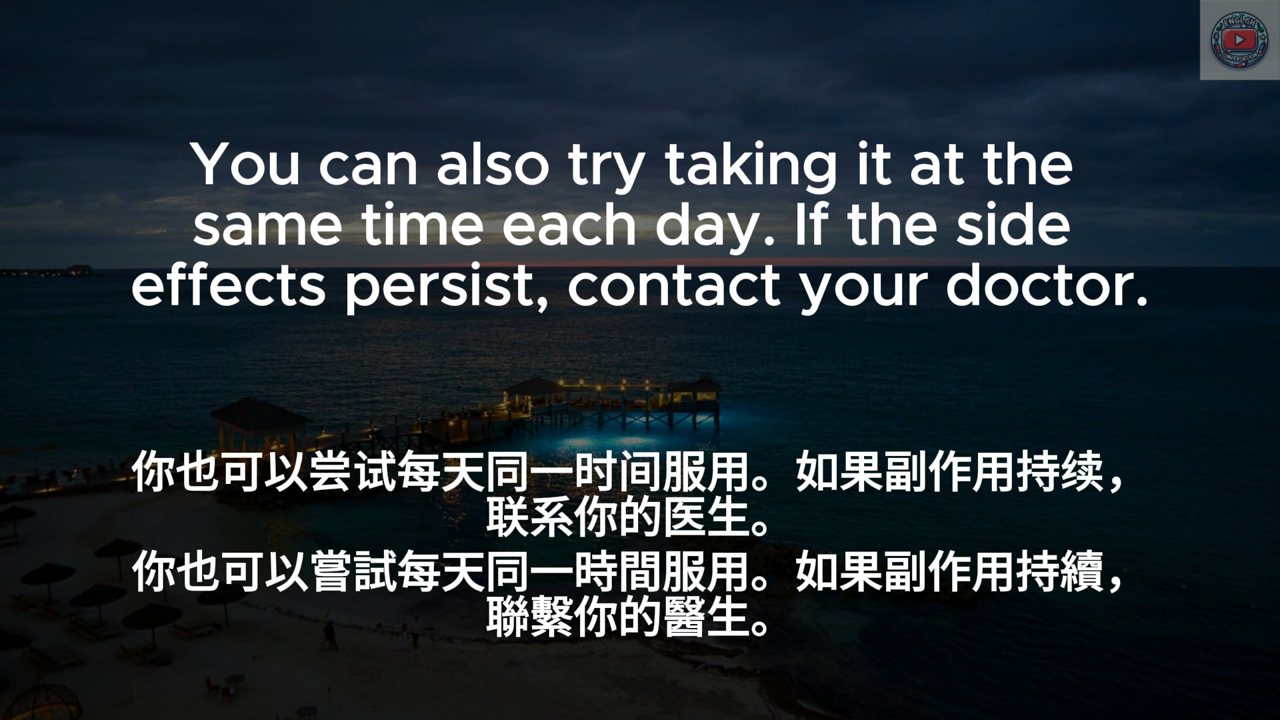 You can also try taking it at the
same time each day. If the side
effects persist, contact your doctor.
你也可以尝试每天同一时间服用。如果副作用持续，
联系你的医生。
你也可以嘗試每天同一時間服用。如果副作用持續，
聯繫你的醫生。
ENGLISH